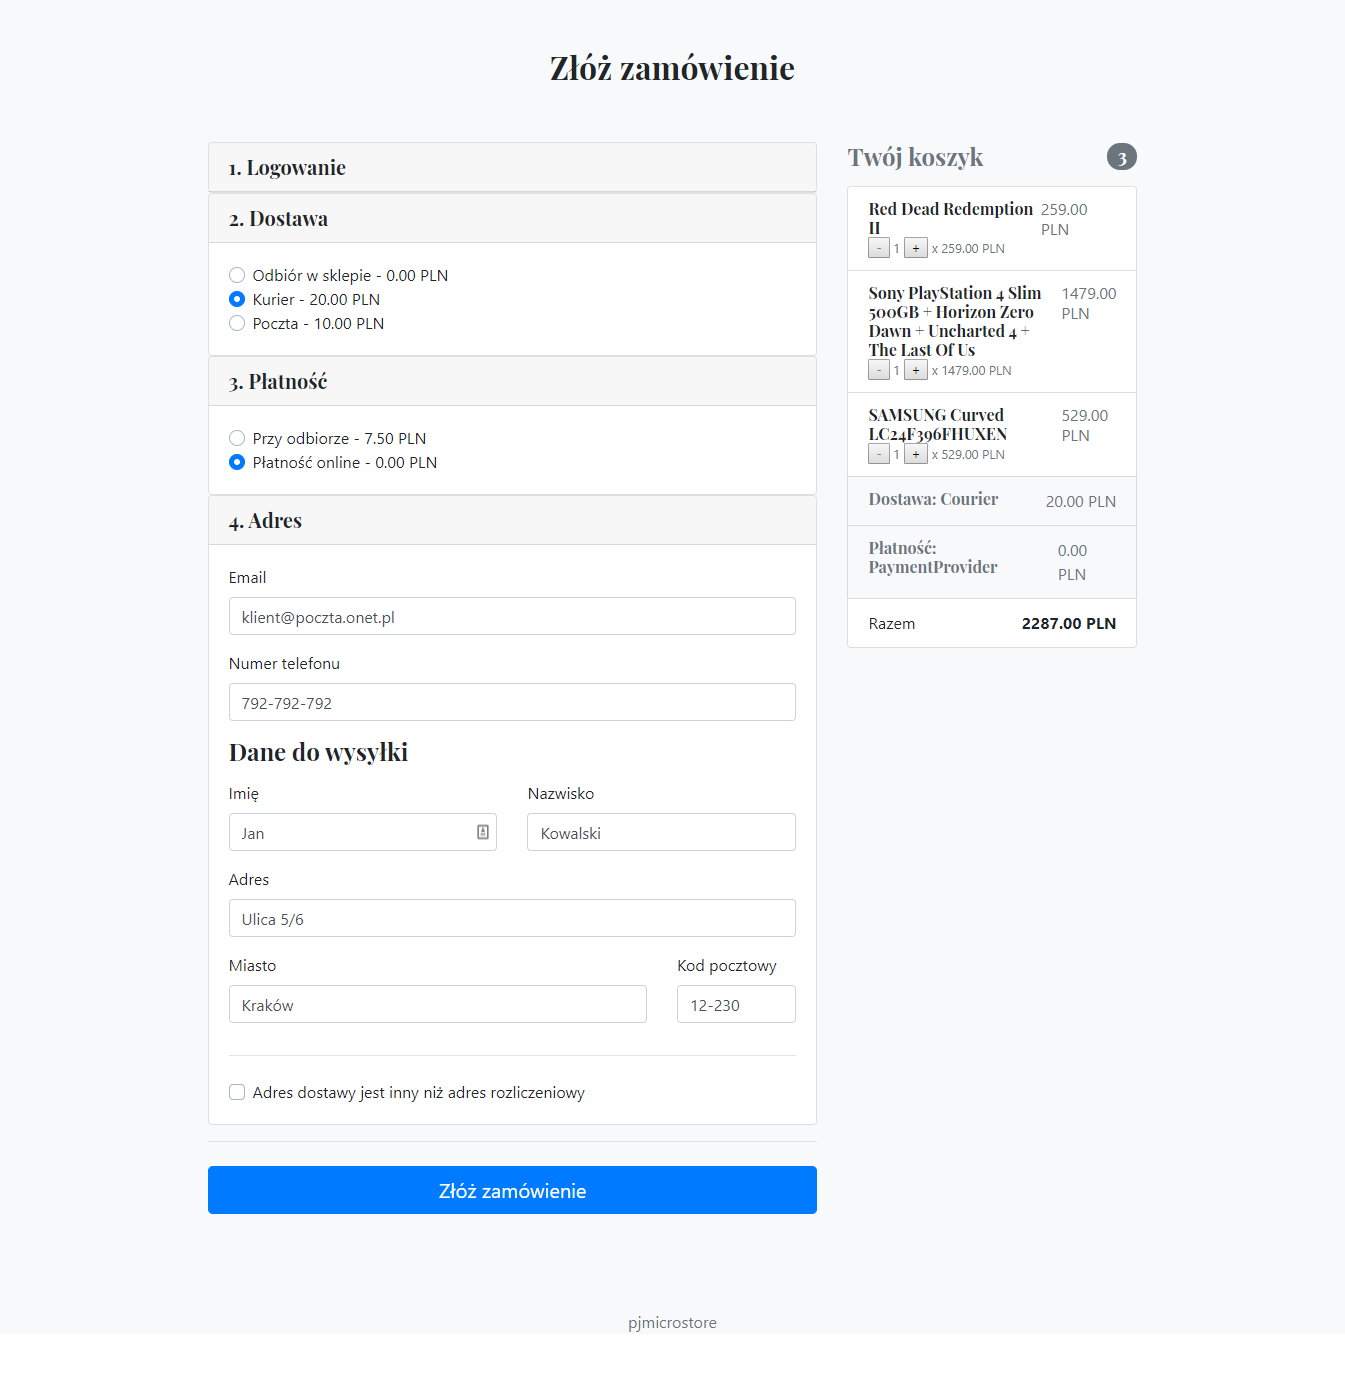 Złóż zamówienie
1. Logowanie
2. Dostawa
Odbiór w sklepie - 0.00 PLN
Kurier - 20.00 PLN
Poczta - 10.00 PLN
3. Płatność
Przy odbiorze - 7.50 PLN
Płatność online - 0.00 PLN
4. Adres
Email
klient@poczta.onet.pl
Numer telefonu
792-792-792
Dane do wysyłki
Imię Nazwisko
Jan Kowalski
Adres
Ulica 5/6
Miasto Kod pocztowy
Kraków 12-230
Adres dostawy jest inny niż adres rozliczeniowy
Złóż zamówienie
Twój koszyk 3
Red Dead Redemption 259.00
II PLN
- 1 + x 259.00 PLN
Sony PlayStation 4 Slim 1479.00
500GB + Horizon Zero PLN
Dawn + Uncharted 4 +
The Last Of Us
- 1 + x 1479.00 PLN
SAMSUNG Curved 529.00
LC24F396FHUXEN PLN
- 1 + x 529.00 PLN
Dostawa: Courier 20.00 PLN
Płatność: 0.00
PaymentProvider PLN
Razem 2287.00 PLN
pjmicrostore